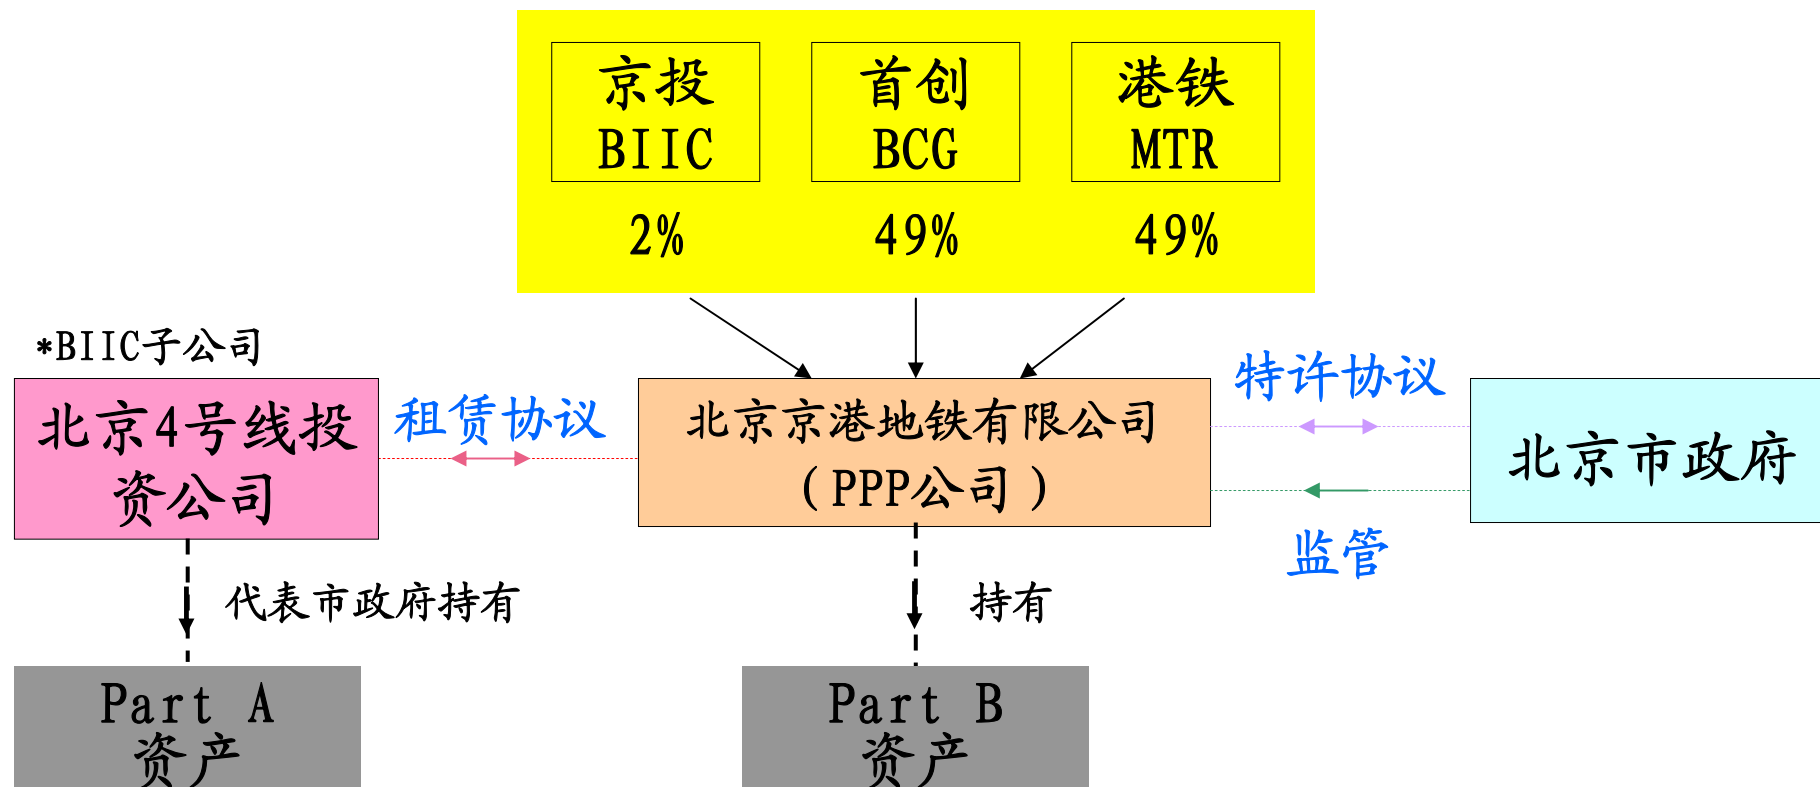 京投
BIIC
首创
BCG
港铁
MTR
2%
49%
49%
*BIIC子公司
北京4号线投
资公司
租赁协议
北京京港地铁有限公司
(PPP公司)
特许协议
监管
北京市政府
代表市政府持有
持有
Part A
资产
Part B
资产